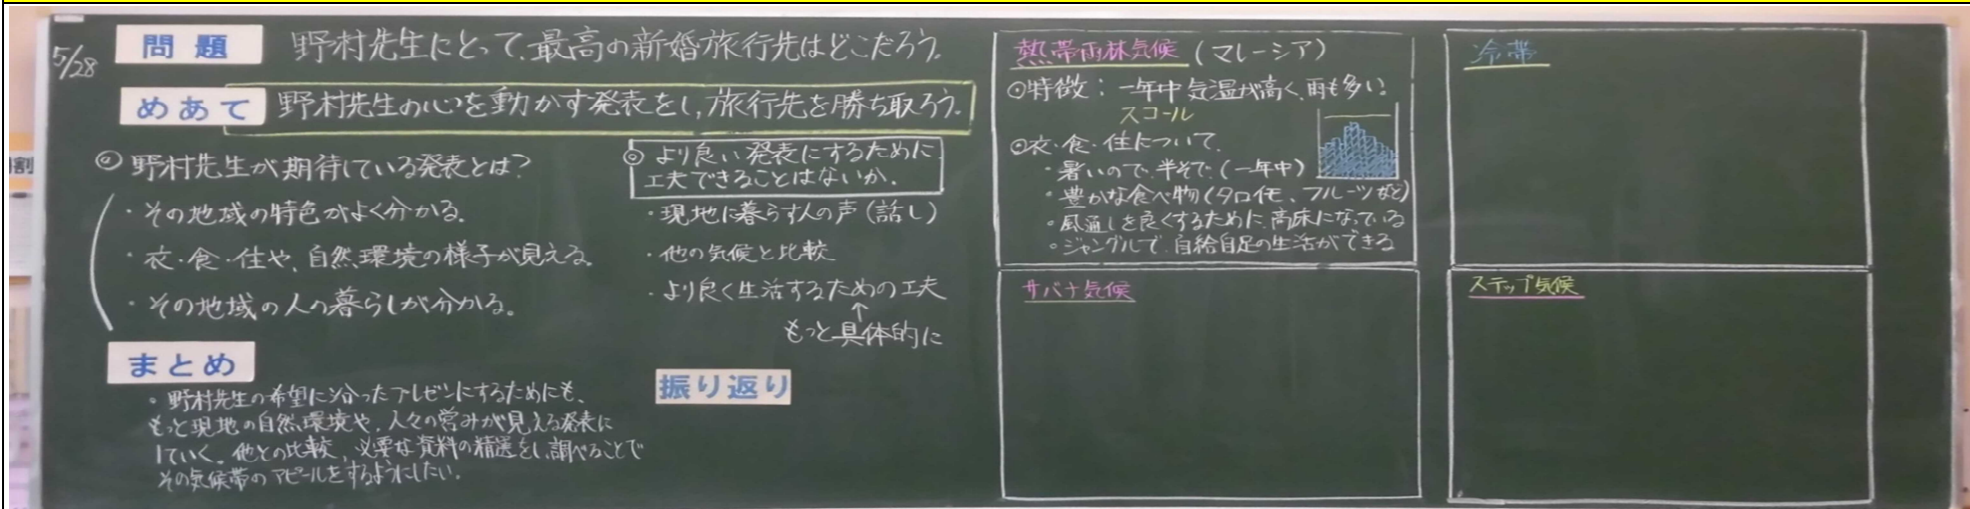 5/28
問題
野村先生にとって、最高の新婚旅行先はどこだろう。
めあて
野村先生の心を動かす発表をし、旅行先を勝ち取ろう。
◎野村先生が期待している発表とは？
・その地域の特色がよく分かる。
・衣・食・住や、自然環境の様子が見える。
・その地域の人の暮らしが分かる。
まとめ
・野村先生の希望に沿ったプレゼンにするためにも、
もっと現地の自然環境や、人々の営みが見える発表に
していく。他との比較、必要な資料の精選をし、調べることで
その気候帯のアピールをするようにしたい。
◎より良い発表にするために
工夫できることはないか。
・現地に暮らす人の声（話し）
・他の気候と比較
・より良く生活するための工夫
↑
もっと具体的に
振り返り
熱帯雨林気候（マレーシア）
◎特徴：一年中気温が高く、雨も多い。
スコール
◎衣・食・住について。
・暑いので、半そで。（一年中）
・豊かな食べ物（タロイモ、フルーツなど）
・風通しを良くするために、高床になっている
・ジャングルで、自給自足の生活ができる
サバナ気候
冷帯
ステップ気候